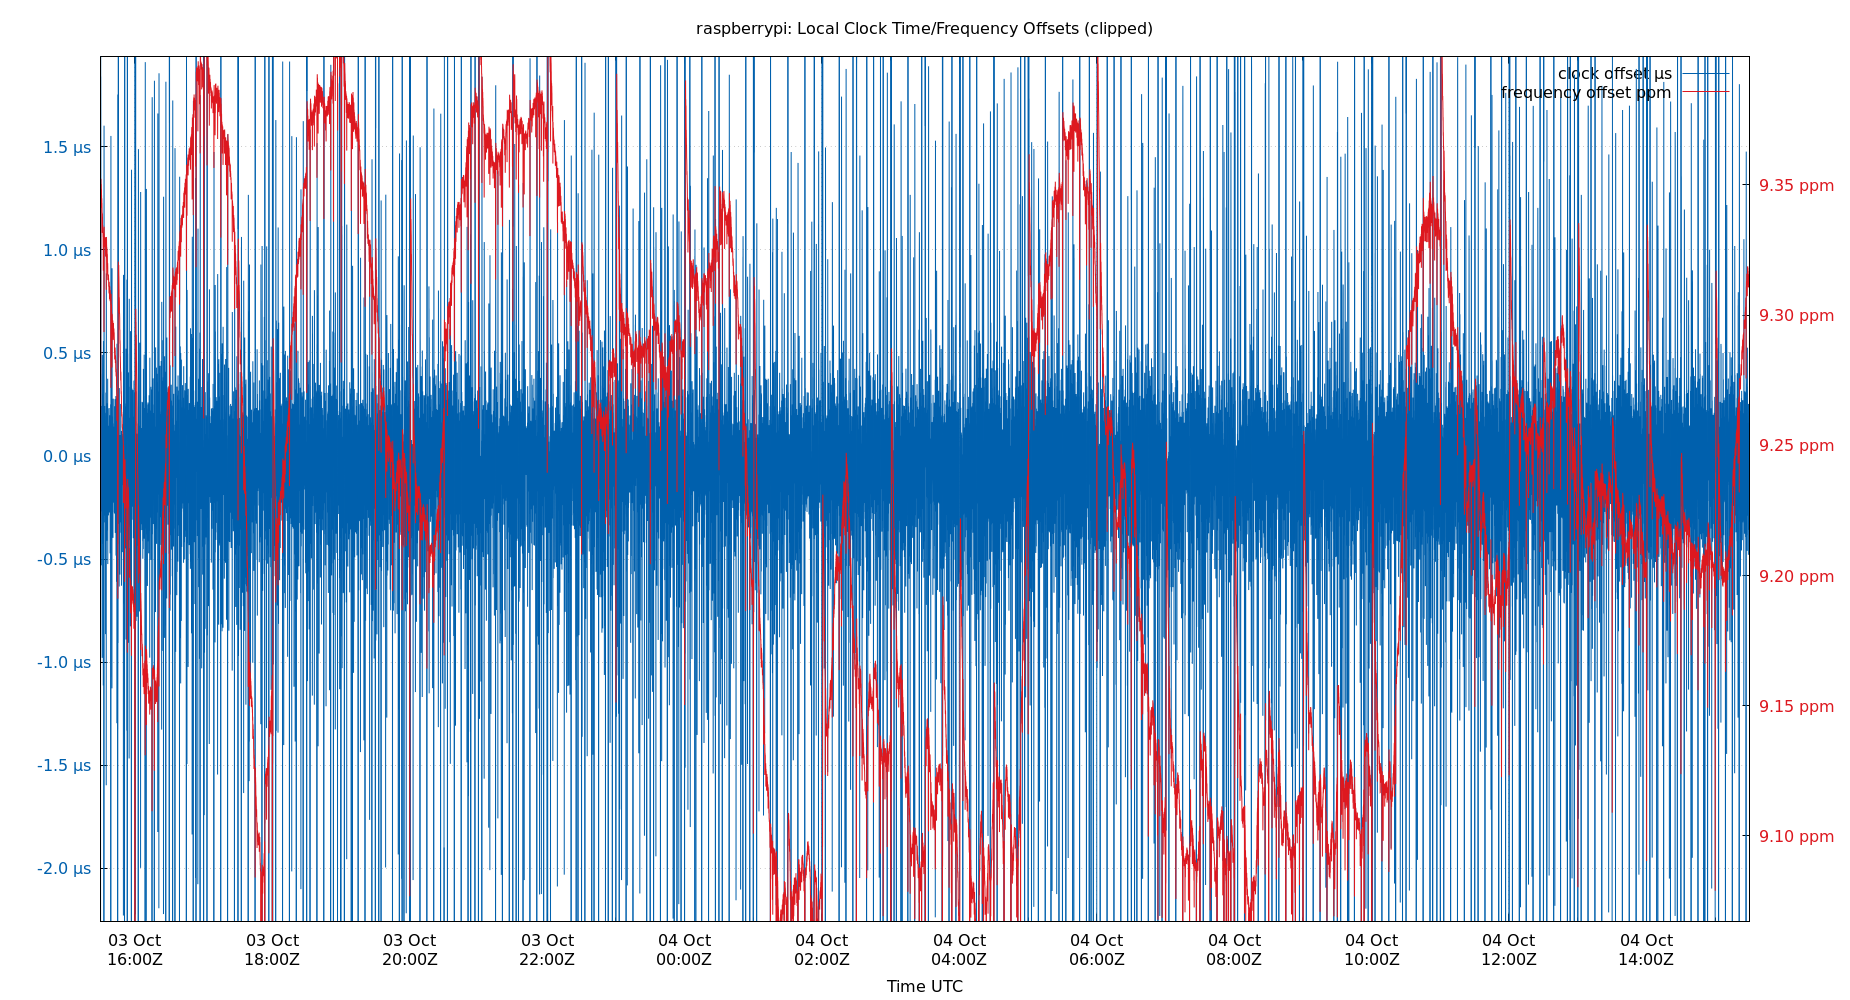 raspberrypi: Local Clock Time/Frequency Offsets (clipped)
clock offset µs
frequency offset ppm
1.5 µs
1.0 µs
0.5 µs
0.0 µs
-0.5 µs
-1.0 µs
-1.5 µs
-2.0 µs
9.35 ppm
9.30 ppm
9.25 ppm
9.20 ppm
9.15 ppm
9.10 ppm
03 Oct 03 Oct 03 Oct 03 Oct 04 Oct 04 Oct 04 Oct 04 Oct 04 Oct 04 Oct 04 Oct 04 Oct
16:00Z 18:00Z 20:00Z 22:00Z 00:00Z 02:00Z 04:00Z 06:00Z 08:00Z 10:00Z 12:00Z 14:00Z
Time UTC